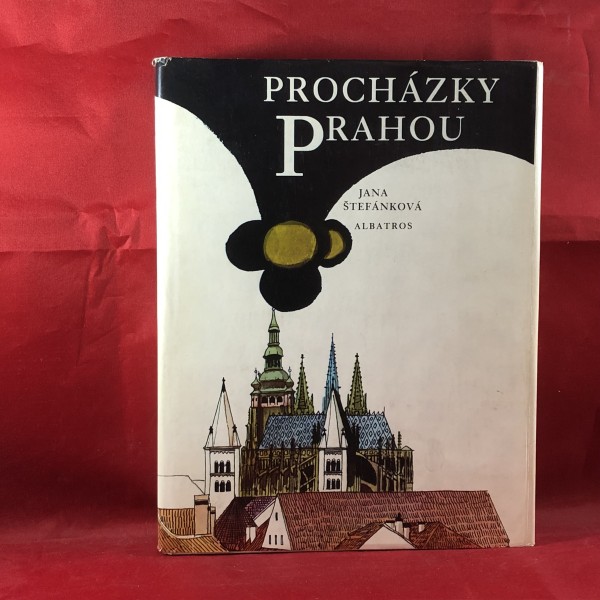 PROCHÁZKY
PRAHOU
JANA
ŠTEFÁNKOVÁ
ALBATROS